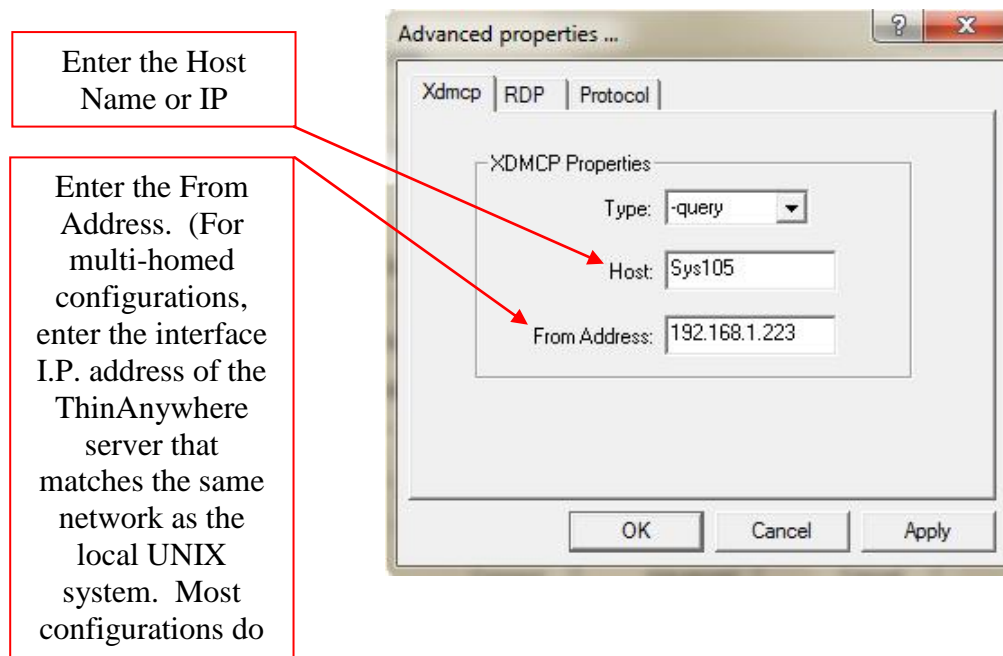 Enter the Host
Name or IP
Enter the From
Address.  (For
multi-homed
configurations,
enter the interface
I.P. address of the
ThinAnywhere
server that
matches the same
network as the
local UNIX
system.  Most
configurations do
Advanced properties ...
?
X
Xdmcp RDP Protocol
XDMCP Properties
Type: -query
Host: Sys105
From Address: 192.168.1.223
OK Cancel Apply